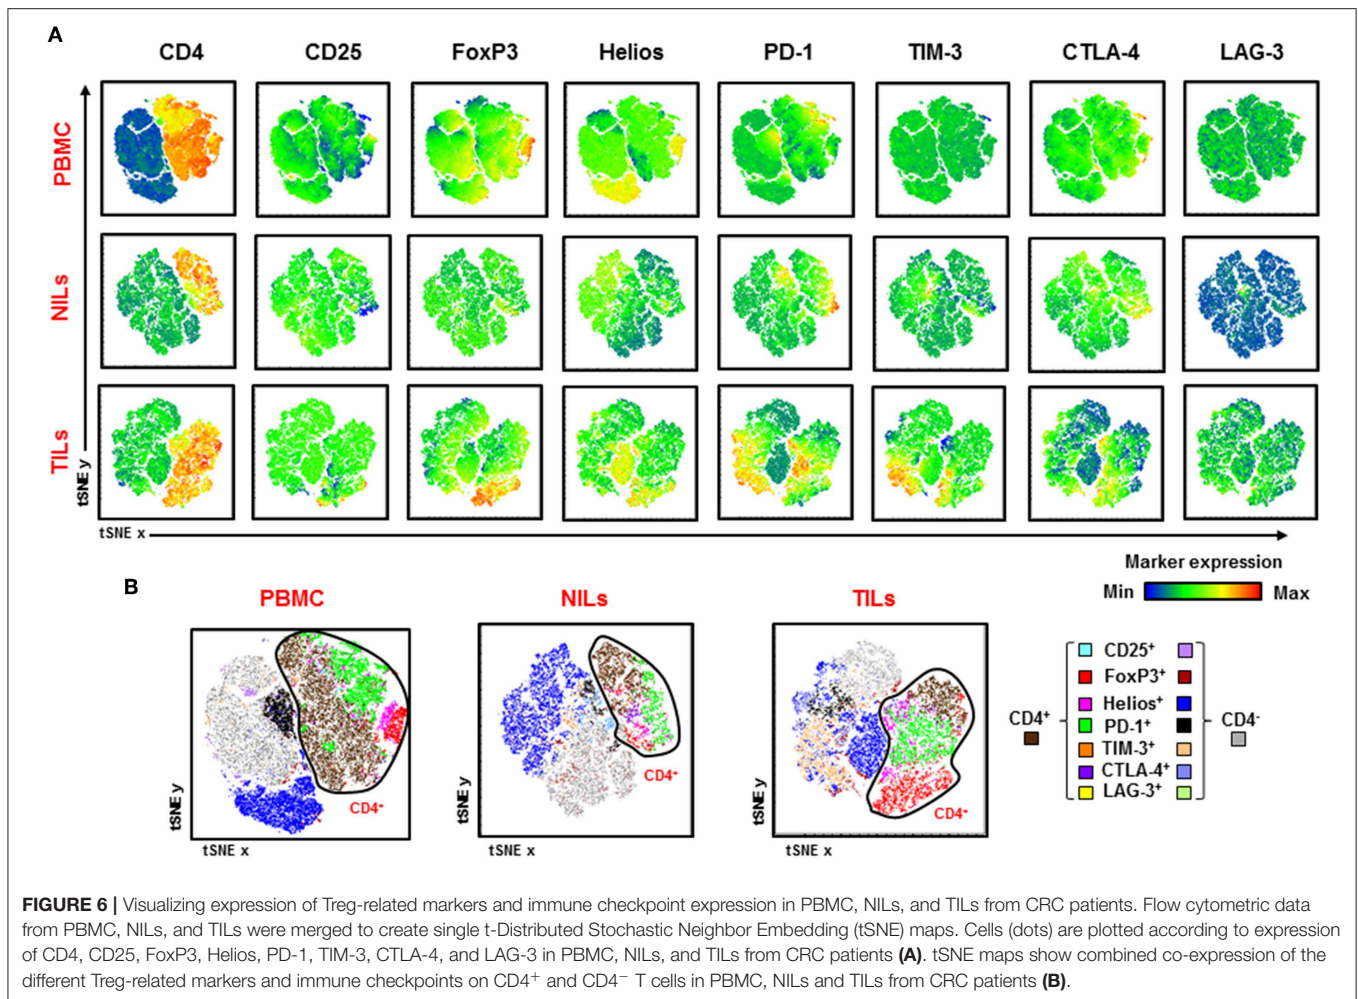 A
CD4 CD25 FoxP3 Helios PD-1 TIM-3 CTLA-4 LAG-3
PBMC
NILs
TILs
tSNE y
tSNE x
Marker expression
Min Max
B
PBMC NILs TILs
CD4⁺ CD4⁺ CD4⁺
tSNE y tSNE y tSNE y
tSNE x tSNE x tSNE x
CD25⁺
FoxP3⁺
Helios⁺
CD4⁺ PD-1⁺ CD4⁻
TIM-3⁺
CTLA-4⁺
LAG-3⁺
FIGURE 6 | Visualizing expression of Treg-related markers and immune checkpoint expression in PBMC, NILs, and TILs from CRC patients. Flow cytometric data
from PBMC, NILs, and TILs were merged to create single t-Distributed Stochastic Neighbor Embedding (tSNE) maps. Cells (dots) are plotted according to expression
of CD4, CD25, FoxP3, Helios, PD-1, TIM-3, CTLA-4, and LAG-3 in PBMC, NILs, and TILs from CRC patients (A). tSNE maps show combined co-expression of the
different Treg-related markers and immune checkpoints on CD4⁺ and CD4⁻ T cells in PBMC, NILs and TILs from CRC patients (B).